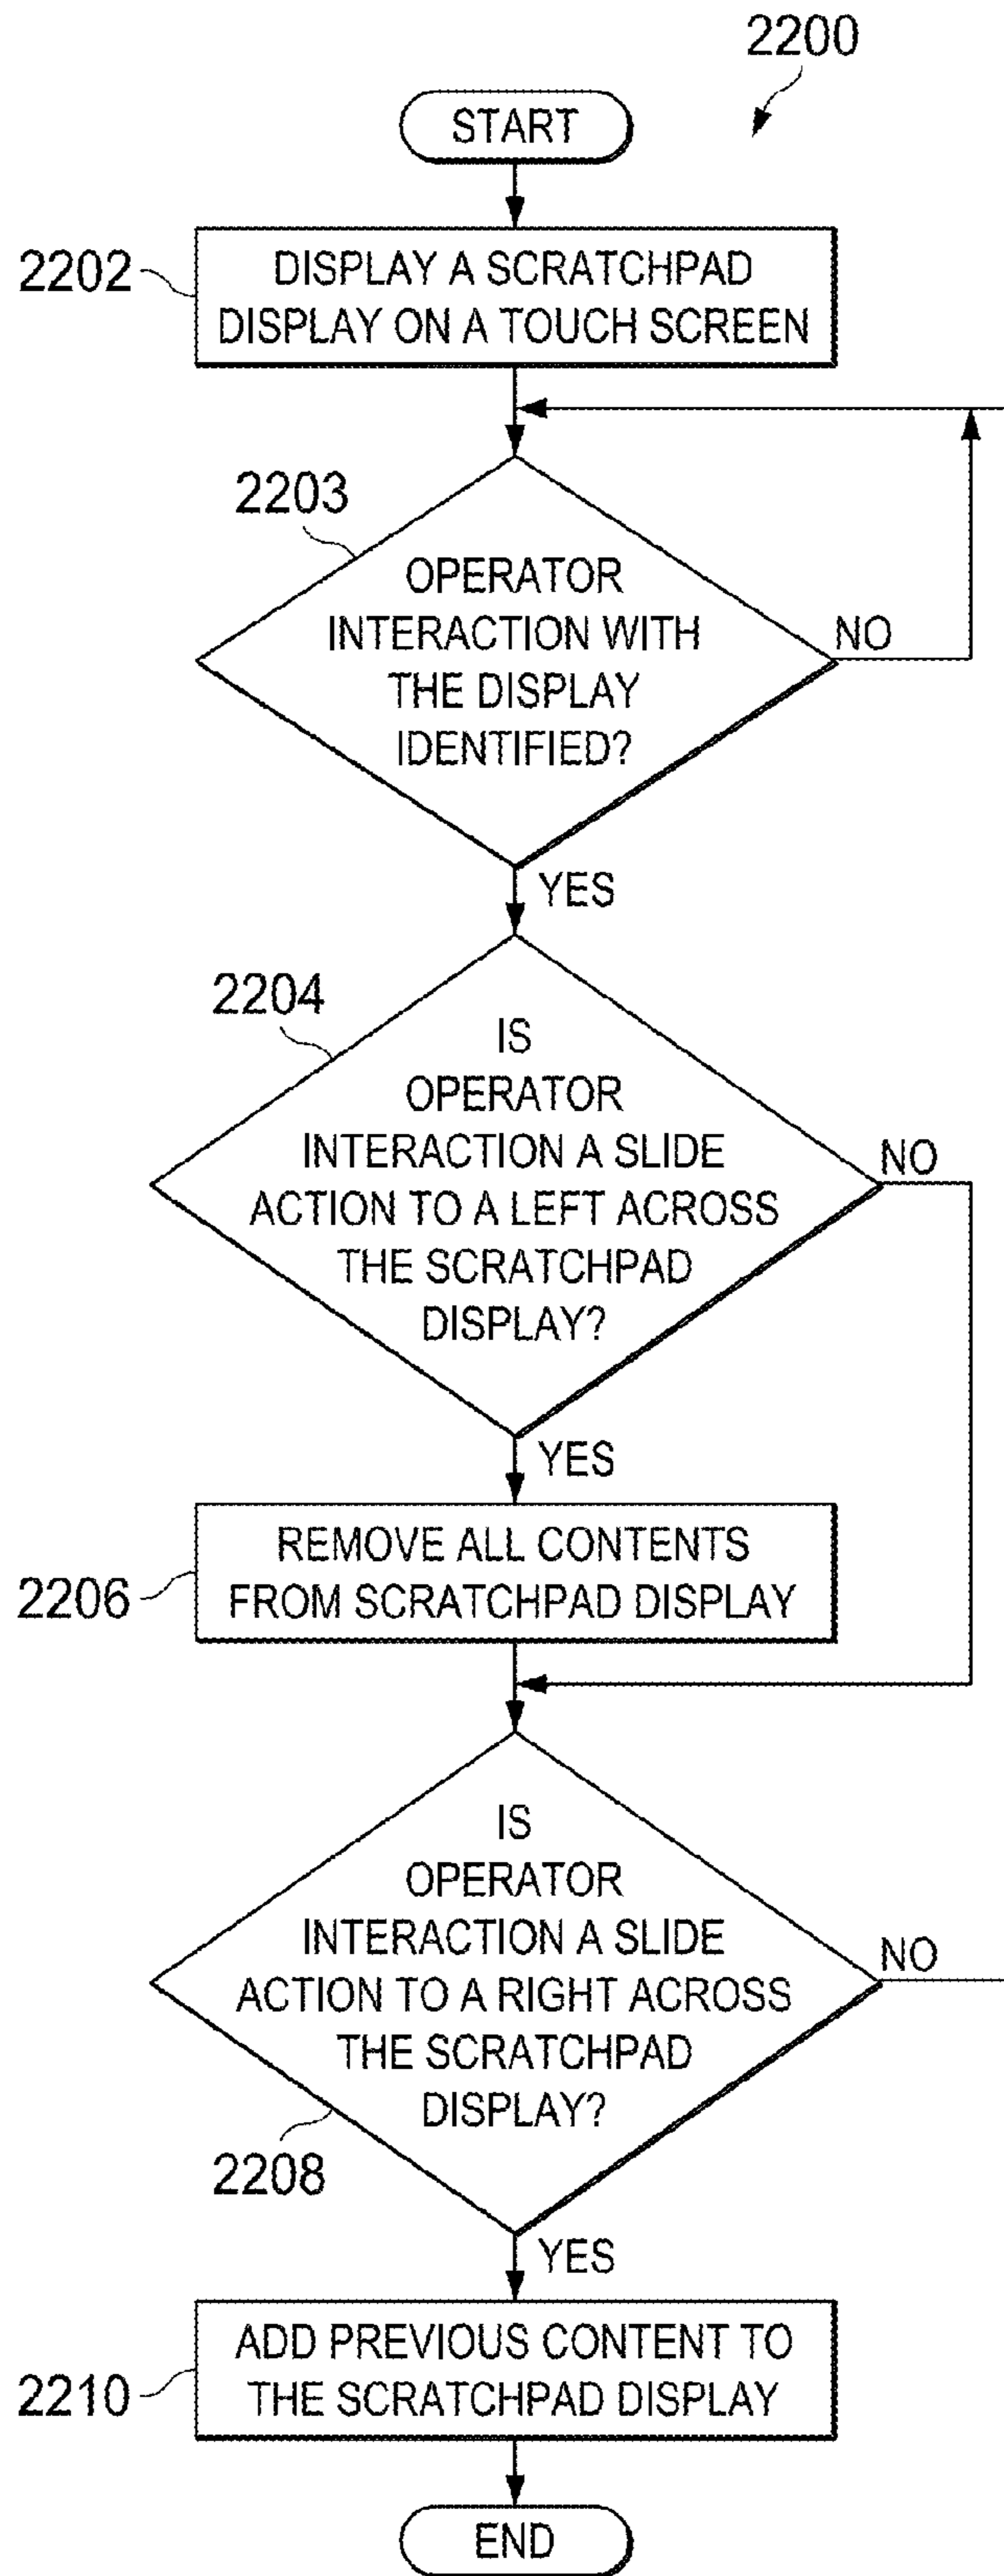 2200
START
2202
DISPLAY A SCRATCHPAD
DISPLAY ON A TOUCH SCREEN
2203
OPERATOR
INTERACTION WITH
THE DISPLAY
IDENTIFIED?
NO
YES
2204
IS
OPERATOR
INTERACTION A SLIDE
ACTION TO A LEFT ACROSS
THE SCRATCHPAD
DISPLAY?
NO
YES
2206
REMOVE ALL CONTENTS
FROM SCRATCHPAD DISPLAY
IS
OPERATOR
INTERACTION A SLIDE
ACTION TO A RIGHT ACROSS
THE SCRATCHPAD
DISPLAY?
NO
2208
YES
2210
ADD PREVIOUS CONTENT TO
THE SCRATCHPAD DISPLAY
END